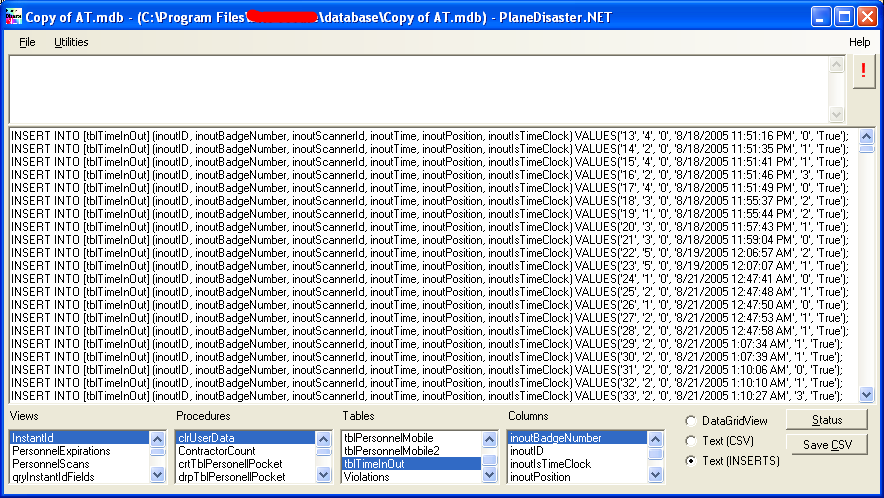 Copy of AT.mdb - (C:\Program Files\ e\database\Copy of AT.mdb) - PlaneDisaster.NET
File Utilities Help
!
INSERT INTO [tblTimeInOut] (inoutID, inoutBadgeNumber, inoutScannerId, inoutTime, inoutPosition, inoutIsTimeClock) VALUES('13', '4', '0', '8/18/2005 11:51:16 PM', '0', 'True');
INSERT INTO [tblTimeInOut] (inoutID, inoutBadgeNumber, inoutScannerId, inoutTime, inoutPosition, inoutIsTimeClock) VALUES('14', '2', '0', '8/18/2005 11:51:35 PM', '1', 'True');
INSERT INTO [tblTimeInOut] (inoutID, inoutBadgeNumber, inoutScannerId, inoutTime, inoutPosition, inoutIsTimeClock) VALUES('15', '4', '0', '8/18/2005 11:51:41 PM', '1', 'True');
INSERT INTO [tblTimeInOut] (inoutID, inoutBadgeNumber, inoutScannerId, inoutTime, inoutPosition, inoutIsTimeClock) VALUES('16', '2', '0', '8/18/2005 11:51:46 PM', '3', 'True');
INSERT INTO [tblTimeInOut] (inoutID, inoutBadgeNumber, inoutScannerId, inoutTime, inoutPosition, inoutIsTimeClock) VALUES('17', '4', '0', '8/18/2005 11:51:49 PM', '0', 'True');
INSERT INTO [tblTimeInOut] (inoutID, inoutBadgeNumber, inoutScannerId, inoutTime, inoutPosition, inoutIsTimeClock) VALUES('18', '3', '0', '8/18/2005 11:55:37 PM', '2', 'True');
INSERT INTO [tblTimeInOut] (inoutID, inoutBadgeNumber, inoutScannerId, inoutTime, inoutPosition, inoutIsTimeClock) VALUES('19', '1', '0', '8/18/2005 11:55:44 PM', '2', 'True');
INSERT INTO [tblTimeInOut] (inoutID, inoutBadgeNumber, inoutScannerId, inoutTime, inoutPosition, inoutIsTimeClock) VALUES('20', '3', '0', '8/18/2005 11:57:43 PM', '1', 'True');
INSERT INTO [tblTimeInOut] (inoutID, inoutBadgeNumber, inoutScannerId, inoutTime, inoutPosition, inoutIsTimeClock) VALUES('21', '3', '0', '8/18/2005 11:59:04 PM', '0', 'True');
INSERT INTO [tblTimeInOut] (inoutID, inoutBadgeNumber, inoutScannerId, inoutTime, inoutPosition, inoutIsTimeClock) VALUES('22', '5', '0', '8/19/2005 12:06:57 AM', '2', 'True');
INSERT INTO [tblTimeInOut] (inoutID, inoutBadgeNumber, inoutScannerId, inoutTime, inoutPosition, inoutIsTimeClock) VALUES('23', '5', '0', '8/19/2005 12:07:07 AM', '1', 'True');
INSERT INTO [tblTimeInOut] (inoutID, inoutBadgeNumber, inoutScannerId, inoutTime, inoutPosition, inoutIsTimeClock) VALUES('24', '1', '0', '8/21/2005 12:47:41 AM', '0', 'True');
INSERT INTO [tblTimeInOut] (inoutID, inoutBadgeNumber, inoutScannerId, inoutTime, inoutPosition, inoutIsTimeClock) VALUES('25', '2', '0', '8/21/2005 12:47:48 AM', '1', 'True');
INSERT INTO [tblTimeInOut] (inoutID, inoutBadgeNumber, inoutScannerId, inoutTime, inoutPosition, inoutIsTimeClock) VALUES('26', '1', '0', '8/21/2005 12:47:50 AM', '0', 'True');
INSERT INTO [tblTimeInOut] (inoutID, inoutBadgeNumber, inoutScannerId, inoutTime, inoutPosition, inoutIsTimeClock) VALUES('27', '2', '0', '8/21/2005 12:47:53 AM', '1', 'True');
INSERT INTO [tblTimeInOut] (inoutID, inoutBadgeNumber, inoutScannerId, inoutTime, inoutPosition, inoutIsTimeClock) VALUES('28', '2', '0', '8/21/2005 12:47:58 AM', '1', 'True');
INSERT INTO [tblTimeInOut] (inoutID, inoutBadgeNumber, inoutScannerId, inoutTime, inoutPosition, inoutIsTimeClock) VALUES('29', '2', '0', '8/21/2005 1:07:34 AM', '1', 'True');
INSERT INTO [tblTimeInOut] (inoutID, inoutBadgeNumber, inoutScannerId, inoutTime, inoutPosition, inoutIsTimeClock) VALUES('30', '2', '0', '8/21/2005 1:07:39 AM', '1', 'True');
INSERT INTO [tblTimeInOut] (inoutID, inoutBadgeNumber, inoutScannerId, inoutTime, inoutPosition, inoutIsTimeClock) VALUES('31', '2', '0', '8/21/2005 1:10:06 AM', '0', 'True');
INSERT INTO [tblTimeInOut] (inoutID, inoutBadgeNumber, inoutScannerId, inoutTime, inoutPosition, inoutIsTimeClock) VALUES('32', '2', '0', '8/21/2005 1:10:10 AM', '1', 'True');
INSERT INTO [tblTimeInOut] (inoutID, inoutBadgeNumber, inoutScannerId, inoutTime, inoutPosition, inoutIsTimeClock) VALUES('33', '2', '0', '8/21/2005 1:10:27 AM', '3', 'True');
Views
InstantId
PersonnelExpirations
PersonnelScans
qryInstantIdFields
Procedures
clrUserData
ContractorCount
crtTblPersonellPocket
drpTblPersonellPocket
Tables
tblPersonnelMobile
tblPersonnelMobile2
tblTimeInOut
Violations
Columns
inoutBadgeNumber
inoutID
inoutIsTimeClock
inoutPosition
DataGridView
Text (CSV)
Text (INSERTS)
Status
Save CSV